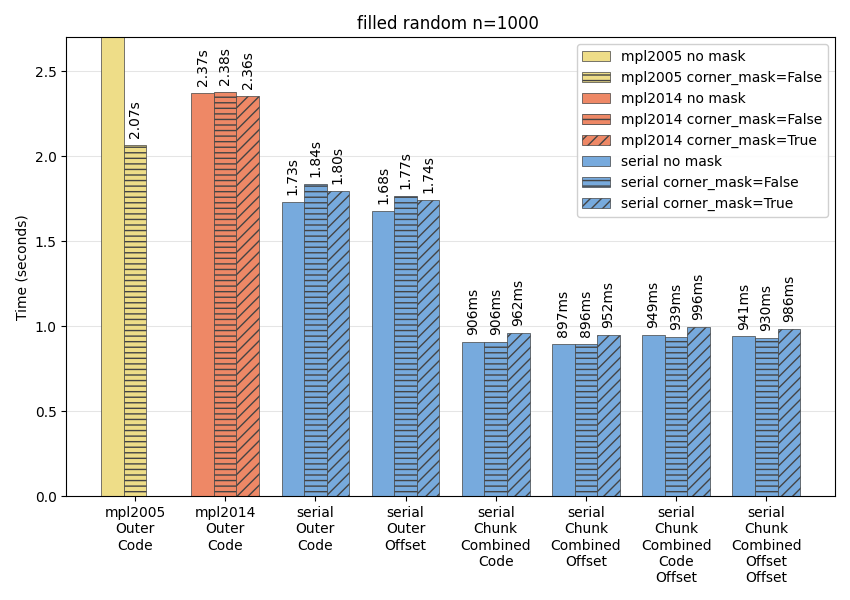 filled random n=1000
Time (seconds)
2.5
2.0
1.5
1.0
0.5
0.0
2.07s
2.37s
2.38s
2.36s
1.73s
1.84s
1.80s
1.68s
1.77s
1.74s
906ms
906ms
962ms
897ms
896ms
952ms
949ms
939ms
996ms
941ms
930ms
986ms
mpl2005 no mask
mpl2005 corner_mask=False
mpl2014 no mask
mpl2014 corner_mask=False
mpl2014 corner_mask=True
serial no mask
serial corner_mask=False
serial corner_mask=True
mpl2005
Outer
Code
mpl2014
Outer
Code
serial
Outer
Code
serial
Outer
Offset
serial
Chunk
Combined
Code
serial
Chunk
Combined
Offset
serial
Chunk
Combined
Code
Offset
serial
Chunk
Combined
Offset
Offset